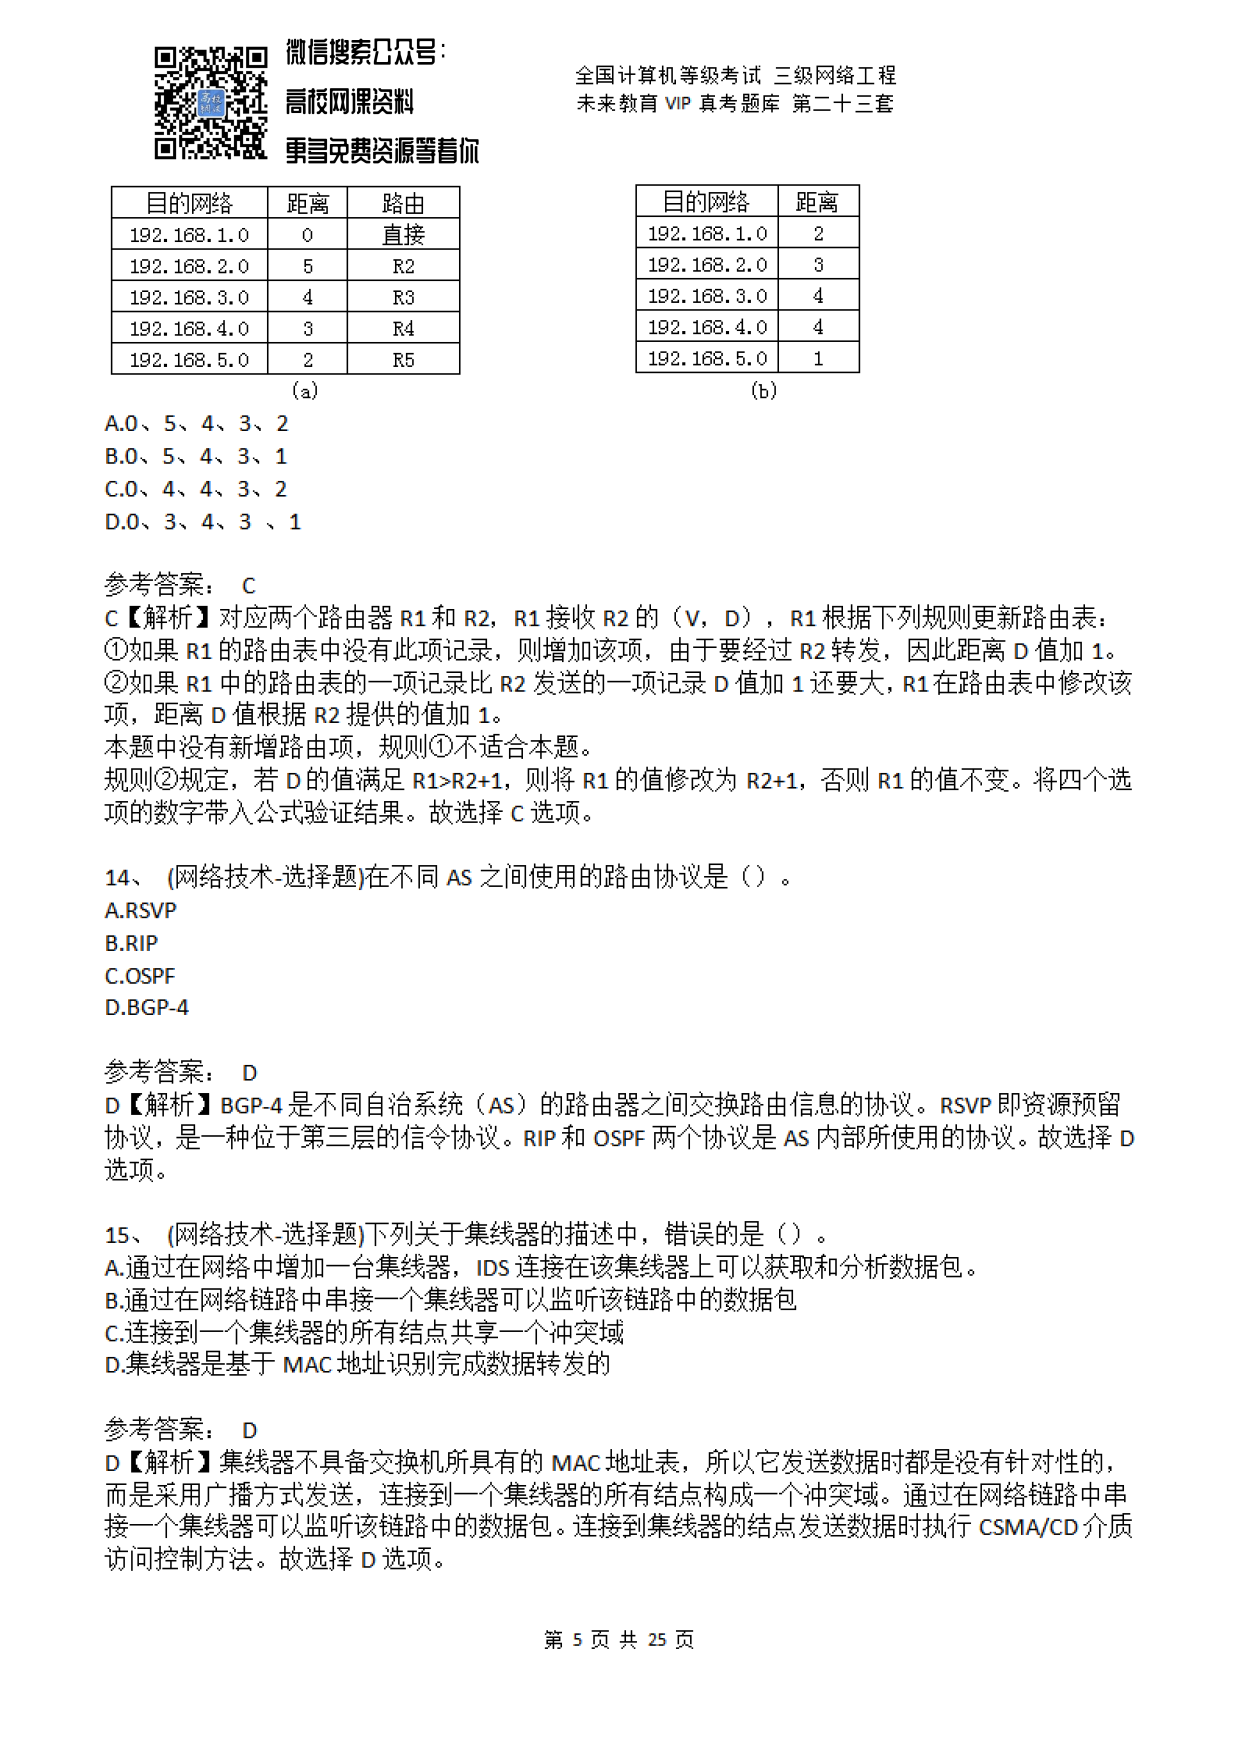 微信搜索公众号：
高校网课资料
更多免费资源等着你
全国计算机等级考试 三级网络工程
未来教育 VIP 真考题库 第二十三套
目的网络 距离 路由
192.168.1.0 0 直接
192.168.2.0 5 R2
192.168.3.0 4 R3
192.168.4.0 3 R4
192.168.5.0 2 R5
(a)
目的网络 距离
192.168.1.0 2
192.168.2.0 3
192.168.3.0 4
192.168.4.0 4
192.168.5.0 1
(b)
A.0、5、4、3、2
B.0、5、4、3、1
C.0、4、4、3、2
D.0、3、4、3 、1
参考答案： C
C【解析】对应两个路由器 R1 和 R2，R1 接收 R2 的（V，D），R1 根据下列规则更新路由表：
①如果 R1 的路由表中没有此项记录，则增加该项，由于要经过 R2 转发，因此距离 D 值加 1。
②如果 R1 中的路由表的一项记录比 R2 发送的一项记录 D 值加 1 还要大，R1 在路由表中修改该
项，距离 D 值根据 R2 提供的值加 1。
本题中没有新增路由项，规则①不适合本题。
规则②规定，若 D 的值满足 R1>R2+1，则将 R1 的值修改为 R2+1，否则 R1 的值不变。将四个选
项的数字带入公式验证结果。故选择 C 选项。
14、 (网络技术-选择题)在不同 AS 之间使用的路由协议是（）。
A.RSVP
B.RIP
C.OSPF
D.BGP-4
参考答案： D
D【解析】BGP-4 是不同自治系统（AS）的路由器之间交换路由信息的协议。RSVP 即资源预留
协议，是一种位于第三层的信令协议。RIP 和 OSPF 两个协议是 AS 内部所使用的协议。故选择 D
选项。
15、 (网络技术-选择题)下列关于集线器的描述中，错误的是（）。
A.通过在网络中增加一台集线器，IDS 连接在该集线器上可以获取和分析数据包。
B.通过在网络链路中串接一个集线器可以监听该链路中的数据包
C.连接到一个集线器的所有结点共享一个冲突域
D.集线器是基于 MAC 地址识别完成数据转发的
参考答案： D
D【解析】集线器不具备交换机所具有的 MAC 地址表，所以它发送数据时都是没有针对性的，
而是采用广播方式发送，连接到一个集线器的所有结点构成一个冲突域。通过在网络链路中串
接一个集线器可以监听该链路中的数据包。连接到集线器的结点发送数据时执行 CSMA/CD 介质
访问控制方法。故选择 D 选项。
第 5 页 共 25 页